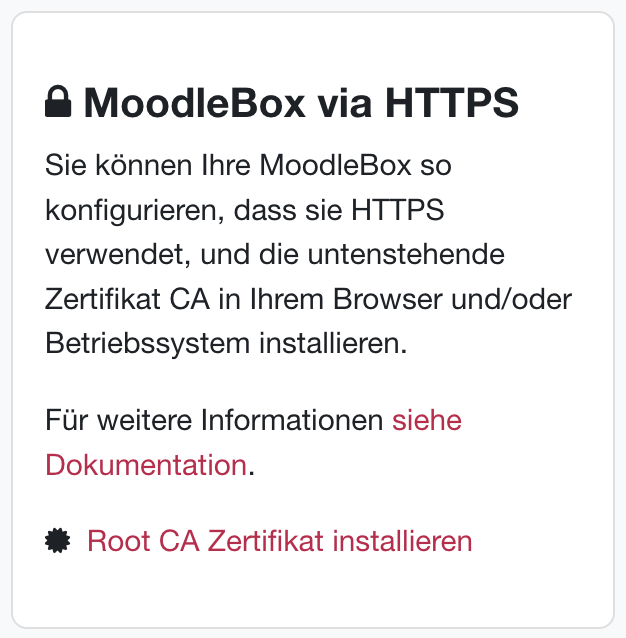 MoodleBox via HTTPS
Sie können Ihre MoodleBox so
konfigurieren, dass sie HTTPS
verwendet, und die untenstehende
Zertifikat CA in Ihrem Browser und/oder
Betriebssystem installieren.
Für weitere Informationen siehe
Dokumentation.
Root CA Zertifikat installieren